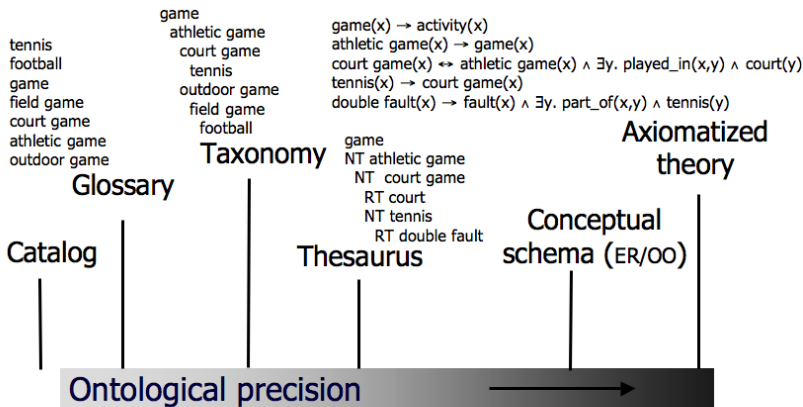 tennis
football
game
field game
court game
athletic game
outdoor game
Glossary
Catalog
game
athletic game
court game
tennis
outdoor game
field game
football
Taxonomy
game(x) → activity(x)
athletic game(x) → game(x)
court game(x) ↔ athletic game(x) ∧ ∃y. played_in(x,y) ∧ court(y)
tennis(x) → court game(x)
double fault(x) → fault(x) ∧ ∃y. part_of(x,y) ∧ tennis(y)
Axiomatized
theory
game
NT athletic game
NT court game
RT court
NT tennis
RT double fault
Thesaurus
Conceptual
schema (ER/OO)
Ontological precision